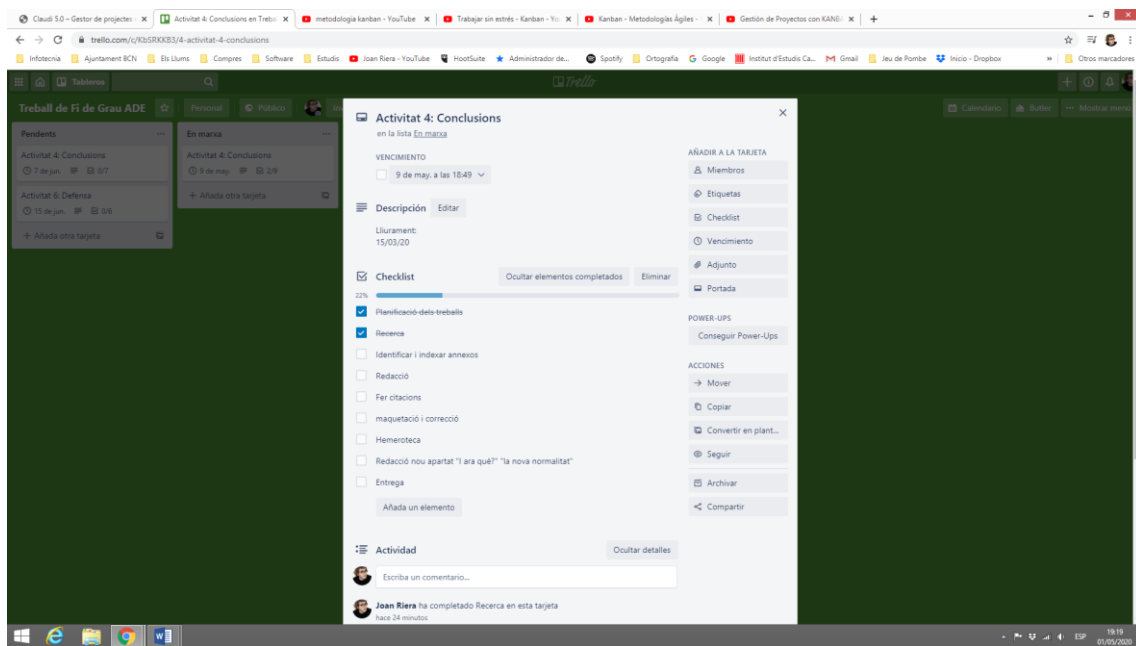 Claudi 5.0 – Gestor de projectes
Activitat 4: Conclusions en Treba
metodologia kanban - YouTube
Trabajar sin estrés - Kanban - Yo
Kanban - Metodologías Ágiles -
Gestión de Proyectos con KANB
trello.com/c/KbSRKKB3/4-activitat-4-conclusions
Infotecnia Ajuntament BCN Els Llums Compres Software Estudis Joan Riera - YouTube HootSuite Administrador de... Spotify Ortografia Google Institut d'Estudis Ca... Gmail Jeu de Pombe Inicio - Dropbox » Otros marcadores
Tableros
Trello
Treball de Fi de Grau ADE Personal Público
Calendario Butler ··· Mostrar menú
Pendents
Activitat 4: Conclusions
7 de jun. 0/7
Activitat 6: Defensa
15 de jun. 0/6
+ Añada otra tarjeta
En marxa
Activitat 4: Conclusions
9 de may. 2/9
+ Añada otra tarjeta
Activitat 4: Conclusions
en la lista En marxa
VENCIMIENTO
9 de may. a las 18:49
Descripción Editar
Lliurament:
15/03/20
Checklist Ocultar elementos completados Eliminar
22%
Planificació dels treballs
Recerca
Identificar i indexar annexos
Redacció
Fer citacions
maquetació i correcció
Hemeroteca
Redacció nou apartat "I ara què?" "la nova normalitat"
Entrega
Añada un elemento
Actividad Ocultar detalles
Escriba un comentario...
Joan Riera ha completado Recerca en esta tarjeta
hace 24 minutos
AÑADIR A LA TARJETA
Miembros
Etiquetas
Checklist
Vencimiento
Adjunto
Portada
POWER-UPS
Conseguir Power-Ups
ACCIONES
Mover
Copiar
Convertir en plant...
Seguir
Archivar
Compartir
ESP
19:19
01/05/2020